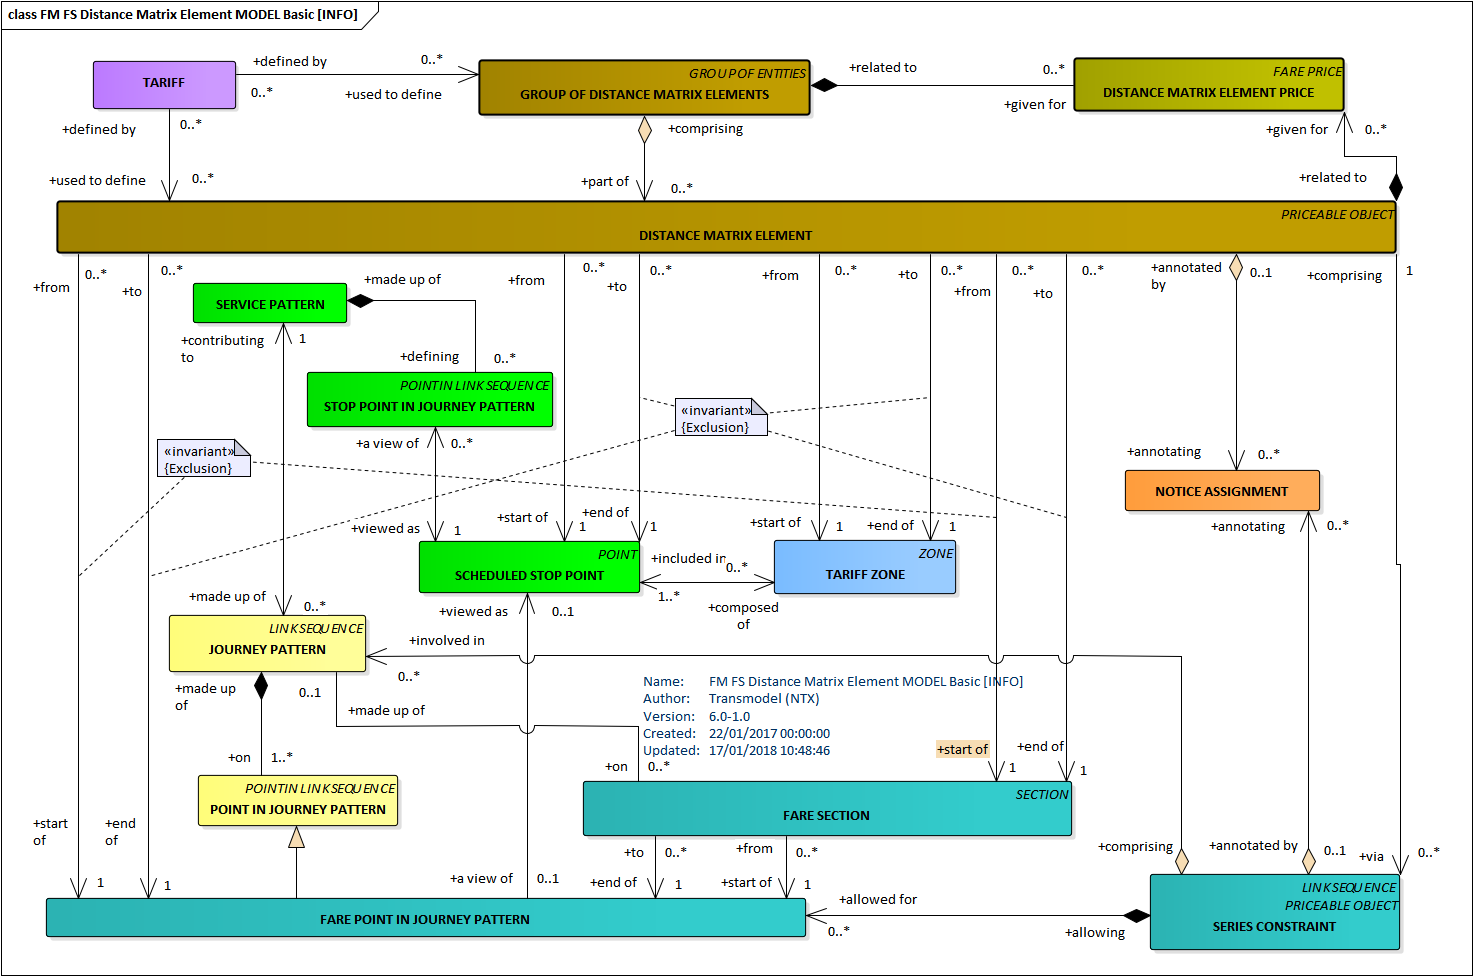 class FM FS Distance Matrix Element MODEL Basic [INFO]
TARIFF
+defined by
0..*
0..*
+used to define
GROUP OF ENTITIES
GROUP OF DISTANCE MATRIX ELEMENTS
+related to
0..*
+given for
FARE PRICE
DISTANCE MATRIX ELEMENT PRICE
+defined by
0..*
+used to define
0..*
+comprising
+part of
0..*
+given for
0..*
+related to
PRICEABLE OBJECT
DISTANCE MATRIX ELEMENT
+from
0..*
+to
0..*
+from
0..*
+to
0..*
+from
0..*
+to
0..*
+from
0..*
+to
0..*
+annotated
by
0..1
+comprising
1
SERVICE PATTERN
+made up of
+contributing
to
1
+defining
0..*
POINT IN LINK SEQUENCE
STOP POINT IN JOURNEY PATTERN
«invariant»
{Exclusion}
+a view of
0..*
«invariant»
{Exclusion}
+annotating
0..*
NOTICE ASSIGNMENT
+annotating
0..*
+viewed as
1
+start of
1
+end of
1
+start of
1
+end of
1
POINT
SCHEDULED STOP POINT
+included in
0..*
1..*
+composed
of
ZONE
TARIFF ZONE
+made up of
0..*
+viewed as
0..1
LINK SEQUENCE
JOURNEY PATTERN
+involved in
0..*
+made up
of
0..1
+made up of
Name: FM FS Distance Matrix Element MODEL Basic [INFO]
Author: Transmodel (NTX)
Version: 6.0-1.0
Created: 22/01/2017 00:00:00
Updated: 17/01/2018 10:48:46
+on
1..*
+on
0..*
+start of
1
+end of
1
POINT IN LINK SEQUENCE
POINT IN JOURNEY PATTERN
SECTION
FARE SECTION
+start
of
1
+end
of
1
+a view of
0..1
+to
0..*
+from
0..*
+end of
1
+start of
1
+comprising
+annotated by
0..1
+via
0..*
FARE POINT IN JOURNEY PATTERN
+allowed for
0..*
+allowing
LINK SEQUENCE
PRICEABLE OBJECT
SERIES CONSTRAINT